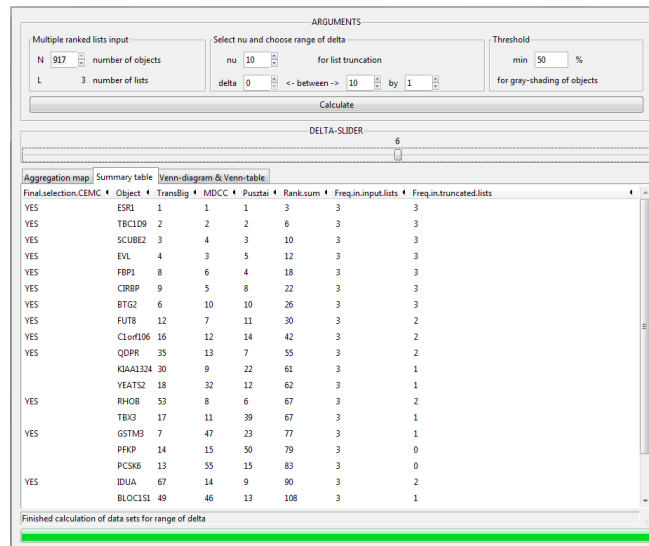 ARGUMENTS
Multiple ranked lists input
Select nu and choose range of delta
Threshold
N 917 number of objects
nu 10 for list truncation
min 50 %
L 3 number of lists
delta 0 <- between -> 10 by 1
for gray-shading of objects
Calculate
DELTA-SLIDER
6
Aggregation map Summary table Venn-diagram & Venn-table
Final.selection.CEMC Object TransBig MDCC Pusztai Rank.sum Freq.in.input.lists Freq.in.truncated.lists
YES ESR1 1 1 1 3 3 3
YES TBC1D9 2 2 2 6 3 3
YES SCUBE2 3 4 3 10 3 3
YES EVL 4 3 5 12 3 3
YES FBP1 8 6 4 18 3 3
YES CIRBP 9 5 8 22 3 3
YES BTG2 6 10 10 26 3 3
YES FUT8 12 7 11 30 3 2
YES C1orf106 16 12 14 42 3 2
YES QDPR 35 13 7 55 3 2
KIAA1324 30 9 22 61 3 1
YEATS2 18 32 12 62 3 1
YES RHOB 53 8 6 67 3 2
TBX3 17 11 39 67 3 1
YES GSTM3 7 47 23 77 3 1
PFKP 14 15 50 79 3 0
PCSK6 13 55 15 83 3 0
YES IDUA 67 14 9 90 3 2
BLOC1S1 49 46 13 108 3 1
Finished calculation of data sets for range of delta